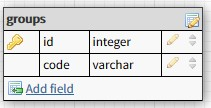 groups
id integer
code varchar
Add field